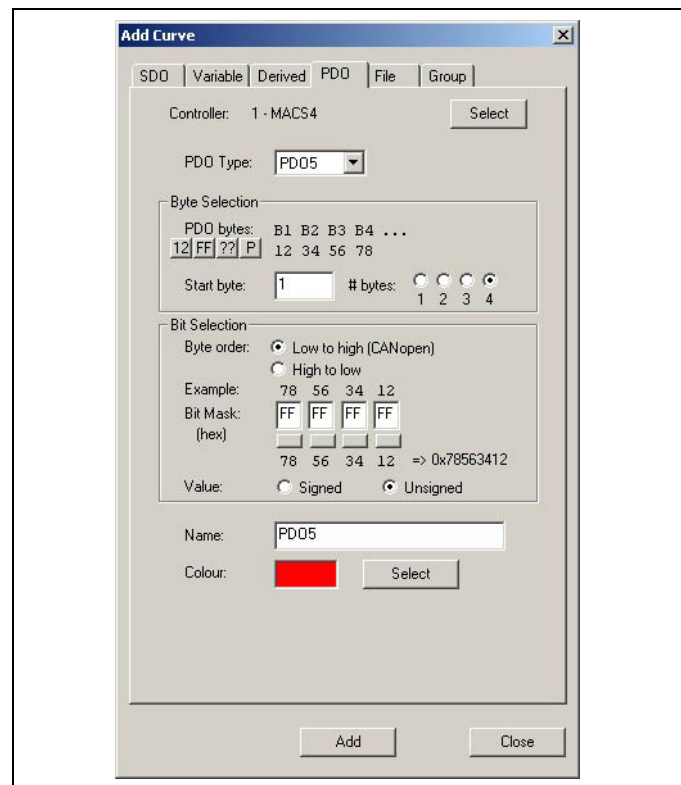 Add Curve
SDO Variable Derived PDO File Group
Controller: 1 - MACS4 Select
PDO Type: PDO5
Byte Selection
PDO bytes: B1 B2 B3 B4 ...
12 FF ?? P 12 34 56 78
Start byte: 1 # bytes:
1 2 3 4
Bit Selection
Byte order: Low to high (CANopen)
High to low
Example: 78 56 34 12
Bit Mask: FF FF FF FF
(hex)
78 56 34 12 => 0x78563412
Value: Signed Unsigned
Name: PDO5
Colour: Select
Add Close